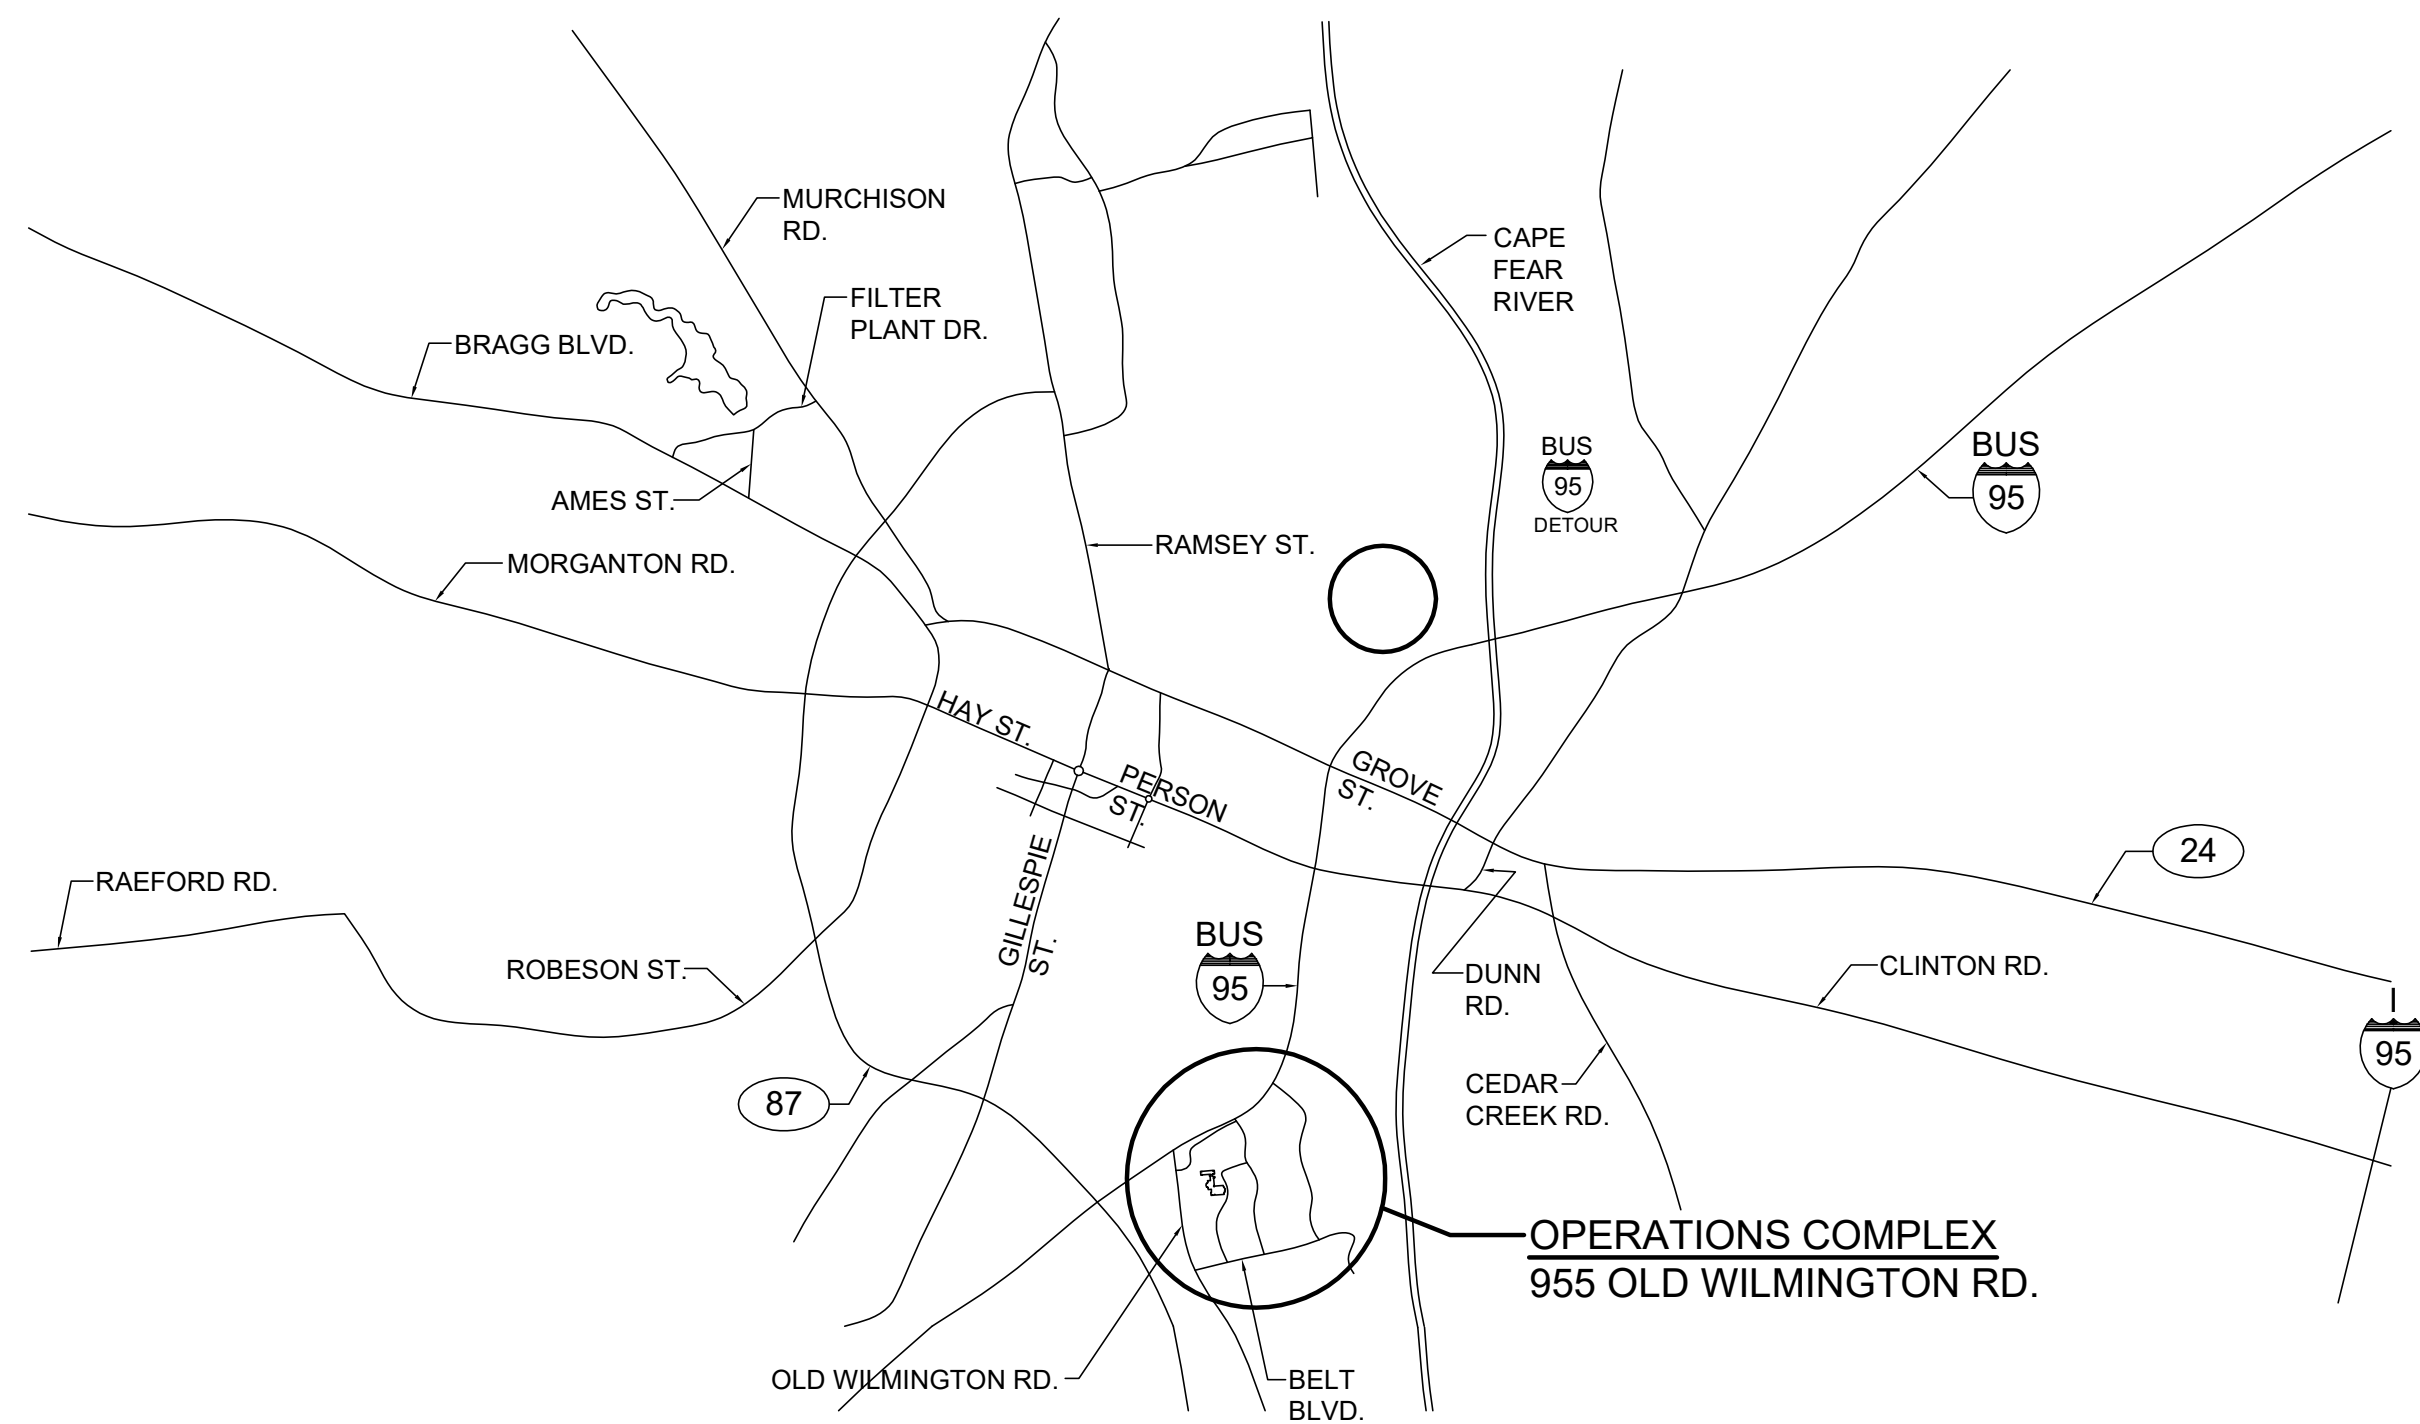 MURCHISON
RD.
CAPE
FEAR
RIVER
FILTER
PLANT DR.
BRAGG BLVD.
BUS
95
DETOUR
BUS
95
AMES ST.
RAMSEY ST.
MORGANTON RD.
HAY ST.
PERSON
ST.
GROVE
ST.
24
GILLESPIE
ST.
RAEFORD RD.
BUS
95
ROBESON ST.
DUNN
RD.
CLINTON RD.
I
95
87
CEDAR
CREEK RD.
OPERATIONS COMPLEX
955 OLD WILMINGTON RD.
OLD WILMINGTON RD.
BELT
BLVD.